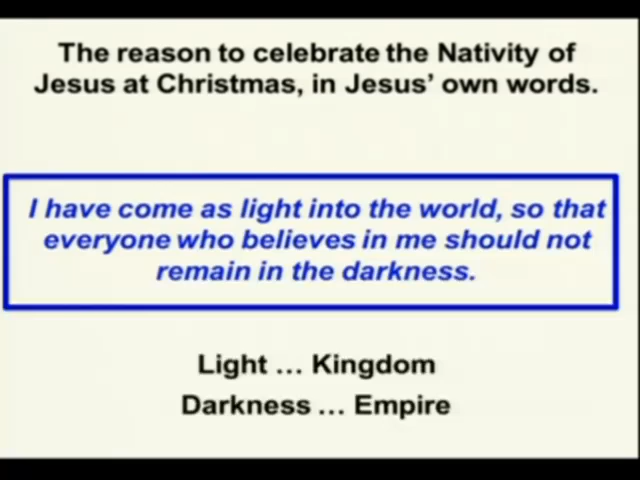 The reason to celebrate the Nativity of
Jesus at Christmas, in Jesus’ own words.
I have come as light into the world, so that
everyone who believes in me should not
remain in the darkness.
Light … Kingdom
Darkness … Empire